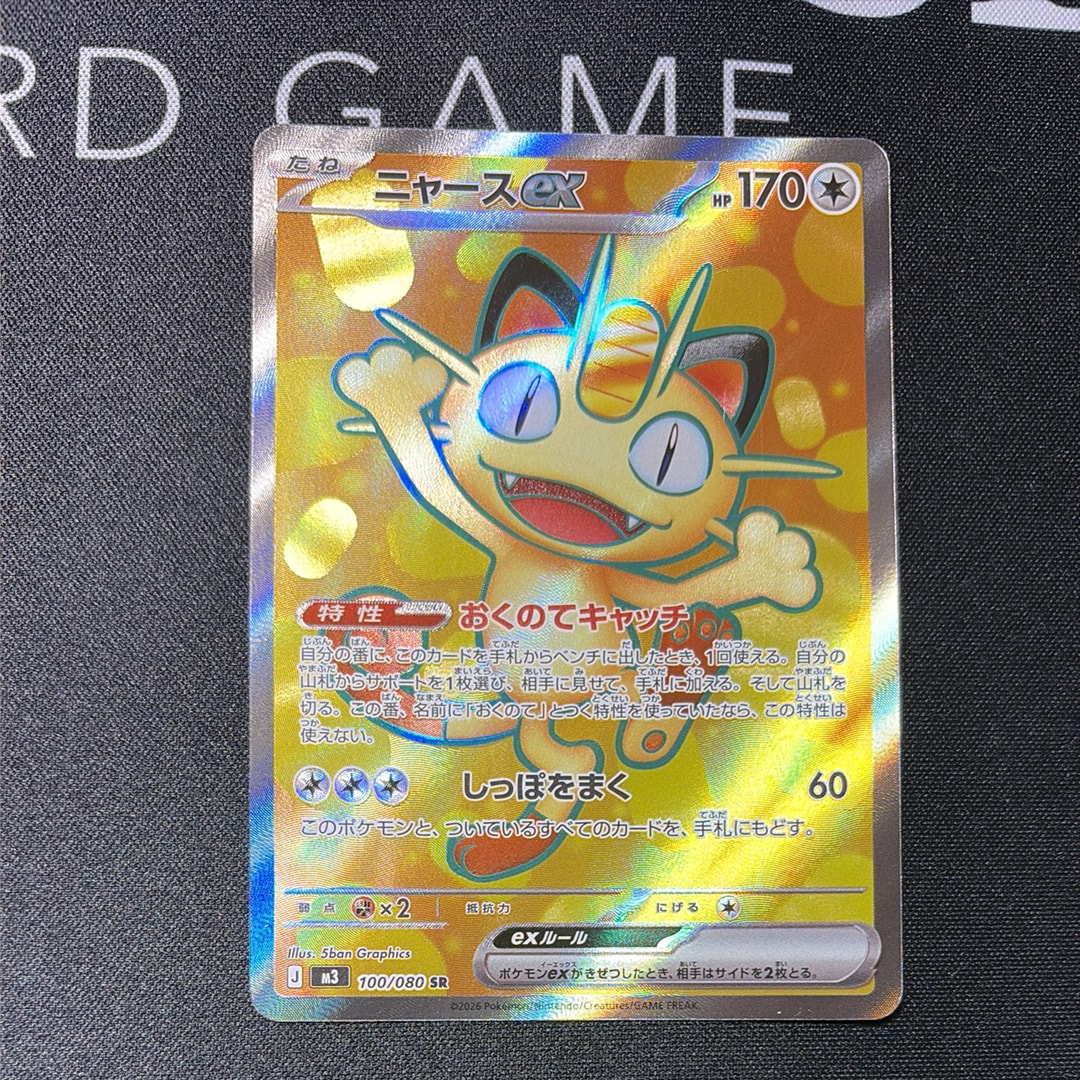 RD GAME
たね
ニャースex
HP 170
特性 おくのてキャッチ
自分の番に、このカードを手札からベンチに出したとき、1回使える。自分の
山札からサポートを1枚選び、相手に見せて、手札に加える。そして山札を
切る。この番、名前に「おくのて」とつく特性を使っていたなら、この特性は
使えない。
しっぽをまく 60
このポケモンと、ついているすべてのカードを、手札にもどす。
弱点 ×2 抵抗力 にげる
exルール
ポケモンexがきぜつしたとき、相手はサイドを2枚とる。
Illus. 5ban Graphics
J M3 100/080 SR
©2026 Pokémon/Nintendo/Creatures/GAME FREAK.